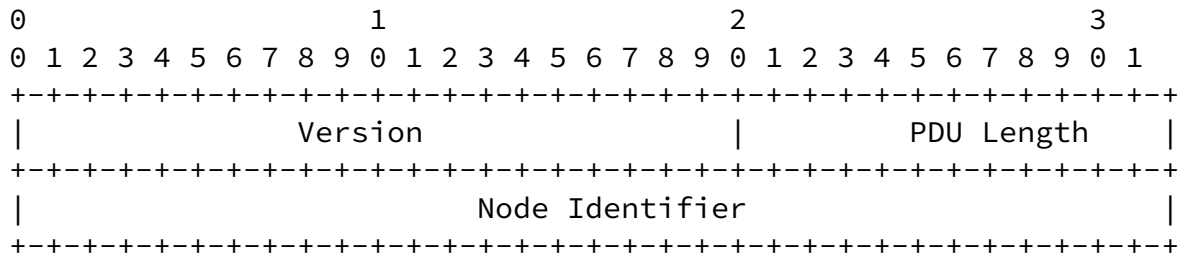 0                   1                   2                   3
0 1 2 3 4 5 6 7 8 9 0 1 2 3 4 5 6 7 8 9 0 1 2 3 4 5 6 7 8 9 0 1
+-+-+-+-+-+-+-+-+-+-+-+-+-+-+-+-+-+-+-+-+-+-+-+-+-+-+-+-+-+-+-+-+
|               Version                 |         PDU Length    |
+-+-+-+-+-+-+-+-+-+-+-+-+-+-+-+-+-+-+-+-+-+-+-+-+-+-+-+-+-+-+-+-+
|                         Node Identifier                       |
+-+-+-+-+-+-+-+-+-+-+-+-+-+-+-+-+-+-+-+-+-+-+-+-+-+-+-+-+-+-+-+-+